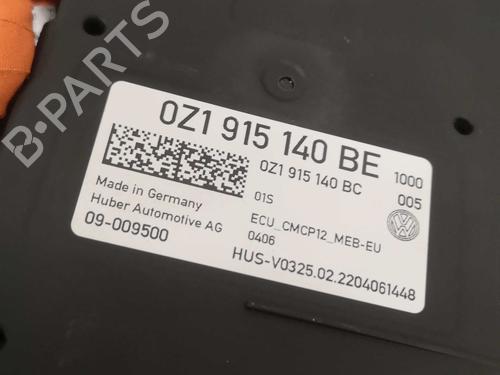 B-PARTS
0Z1 915 140 BE
1000
0Z1 915 140 BC
005
Made in Germany
01S
Huber Automotive AG
ECU_CMCP12_MEB-EU
09-009500
0406
HUS-V0325.02.2204061448